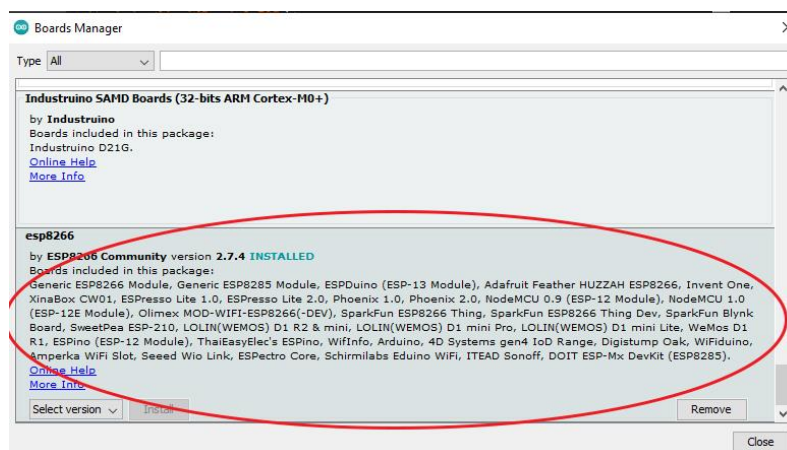 Boards Manager
Type All
Industruino SAMD Boards (32-bits ARM Cortex-M0+)
by Industruino
Boards included in this package:
Industruino D21G.
Online Help
More Info
esp8266
by ESP8266 Community version 2.7.4 INSTALLED
Boards included in this package:
Generic ESP8266 Module, Generic ESP8285 Module, ESPDuino (ESP-13 Module), Adafruit Feather HUZZAH ESP8266, Invent One,
XinaBox CW01, ESPresso Lite 1.0, ESPresso Lite 2.0, Phoenix 1.0, Phoenix 2.0, NodeMCU 0.9 (ESP-12 Module), NodeMCU 1.0
(ESP-12E Module), Olimex MOD-WIFI-ESP8266(-DEV), SparkFun ESP8266 Thing, SparkFun ESP8266 Thing Dev, SparkFun Blynk
Board, SweetPea ESP-210, LOLIN(WEMOS) D1 R2 & mini, LOLIN(WEMOS) D1 mini Pro, LOLIN(WEMOS) D1 mini Lite, WeMos D1
R1, ESPino (ESP-12 Module), ThaiEasyElec's ESPino, WifInfo, Arduino, 4D Systems gen4 IoD Range, Digistump Oak, WiFiduino,
Amperka WiFi Slot, Seeed Wio Link, ESPectro Core, Schirmilabs Eduino WiFi, ITEAD Sonoff, DOIT ESP-Mx DevKit (ESP8285).
Online Help
More Info
Select version Install Remove
Close